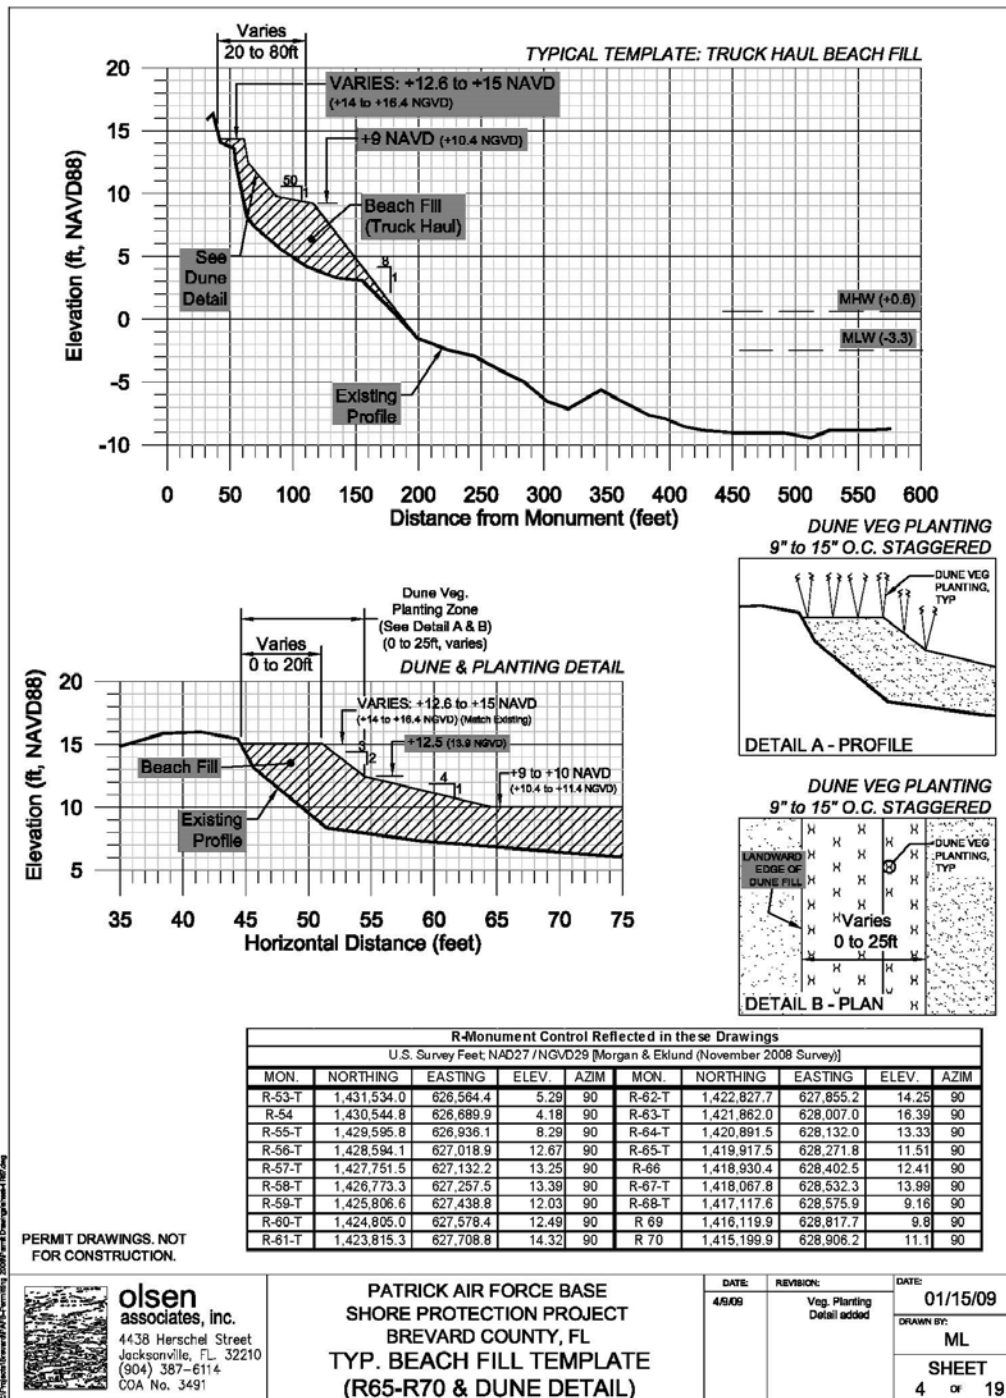 Varies
20 to 80ft
TYPICAL TEMPLATE: TRUCK HAUL BEACH FILL
VARIES: +12.6 to +15 NAVD
(+14 to +16.4 NGVD)
+9 NAVD (+10.4 NGVD)
50
1
Beach Fill
(Truck Haul)
8
1
See
Dune
Detail
MHW (+0.6)
MLW (-3.3)
Existing
Profile
Elevation (ft, NAVD88)
20
15
10
5
0
-5
-10
0 50 100 150 200 250 300 350 400 450 500 550 600
Distance from Monument (feet)
DUNE VEG PLANTING
9" to 15" O.C. STAGGERED
DUNE VEG
PLANTING,
TYP
DETAIL A - PROFILE
Dune Veg.
Planting Zone
(See Detail A & B)
(0 to 25ft, varies)
Varies
0 to 20ft
DUNE & PLANTING DETAIL
VARIES: +12.6 to +15 NAVD
(+14 to +16.4 NGVD) (Match Existing)
3
2
+12.5 (13.9 NGVD)
4
1
+9 to +10 NAVD
(+10.4 to +11.4 NGVD)
Beach Fill
Existing
Profile
Elevation (ft, NAVD88)
20
15
10
5
35 40 45 50 55 60 65 70 75
Horizontal Distance (feet)
DUNE VEG PLANTING
9" to 15" O.C. STAGGERED
LANDWARD
EDGE OF
DUNE FILL
DUNE VEG
PLANTING,
TYP
Varies
0 to 25ft
DETAIL B - PLAN
R-Monument Control Reflected in these Drawings
U.S. Survey Feet; NAD27 / NGVD29 [Morgan & Eklund (November 2008 Survey)]
MON. NORTHING EASTING ELEV. AZIM MON. NORTHING EASTING ELEV. AZIM
R-53-T 1,431,534.0 626,564.4 5.29 90 R-62-T 1,422,827.7 627,855.2 14.25 90
R-54 1,430,544.8 626,689.9 4.18 90 R-63-T 1,421,862.0 628,007.0 16.39 90
R-55-T 1,429,595.8 626,936.1 8.29 90 R-64-T 1,420,891.5 628,132.0 13.33 90
R-56-T 1,428,594.1 627,018.9 12.67 90 R-65-T 1,419,917.5 628,271.8 11.51 90
R-57-T 1,427,751.5 627,132.2 13.25 90 R-66 1,418,930.4 628,402.5 12.41 90
R-58-T 1,426,773.3 627,257.5 13.39 90 R-67-T 1,418,067.8 628,532.3 13.99 90
R-59-T 1,425,806.6 627,438.8 12.03 90 R-68-T 1,417,117.6 628,575.9 9.16 90
R-60-T 1,424,805.0 627,578.4 12.49 90 R 69 1,416,119.9 628,817.7 9.8 90
R-61-T 1,423,815.3 627,708.8 14.32 90 R 70 1,415,199.9 628,906.2 11.1 90
PERMIT DRAWINGS. NOT
FOR CONSTRUCTION.
olsen
associates, inc.
4438 Herschel Street
Jacksonville, FL. 32210
(904) 387-6114
COA No. 3491
PATRICK AIR FORCE BASE
SHORE PROTECTION PROJECT
BREVARD COUNTY, FL
TYP. BEACH FILL TEMPLATE
(R65-R70 & DUNE DETAIL)
DATE: REVISION:
4/9/09 Veg. Planting
Detail added
DATE:
01/15/09
DRAWN BY:
ML
SHEET
4 OF 19